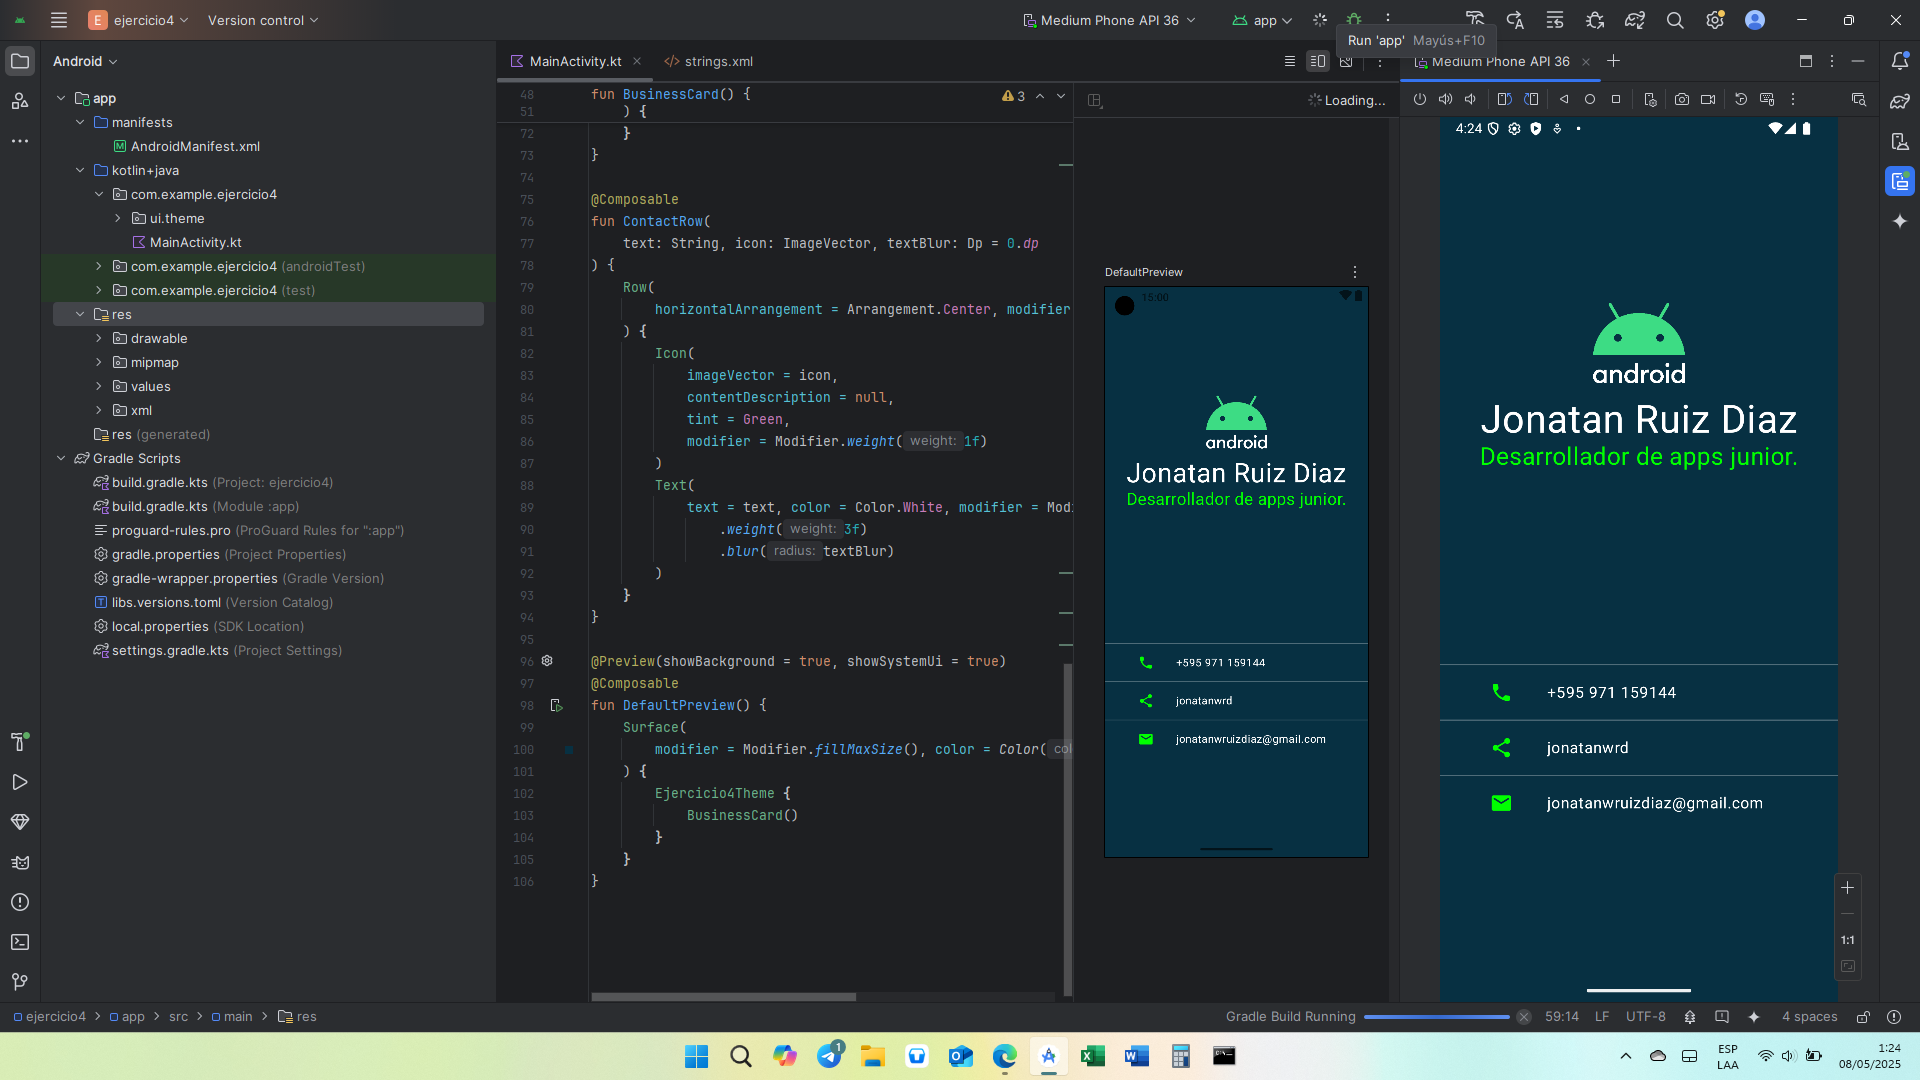 E ejercicio4
Version control
Medium Phone API 36
app
Run 'app' Mayús+F10
Android
MainActivity.kt
strings.xml
Medium Phone API 36
app
manifests
AndroidManifest.xml
kotlin+java
com.example.ejercicio4
ui.theme
MainActivity.kt
com.example.ejercicio4 (androidTest)
com.example.ejercicio4 (test)
res
drawable
mipmap
values
xml
res (generated)
Gradle Scripts
build.gradle.kts (Project: ejercicio4)
build.gradle.kts (Module :app)
proguard-rules.pro (ProGuard Rules for ":app")
gradle.properties (Project Properties)
gradle-wrapper.properties (Gradle Version)
libs.versions.toml (Version Catalog)
local.properties (SDK Location)
settings.gradle.kts (Project Settings)
48 fun BusinessCard() {
3
51 ) {
72 }
73 }
74
75 @Composable
76 fun ContactRow(
77 text: String, icon: ImageVector, textBlur: Dp = 0.dp
78 ) {
79 Row(
80 horizontalArrangement = Arrangement.Center, modifier
81 ) {
82 Icon(
83 imageVector = icon,
84 contentDescription = null,
85 tint = Green,
86 modifier = Modifier.weight( weight: 1f)
87 )
88 Text(
89 text = text, color = Color.White, modifier = Modi
90 .weight( weight: 3f)
91 .blur( radius: textBlur)
92 )
93 }
94 }
95
96 @Preview(showBackground = true, showSystemUi = true)
97 @Composable
98 fun DefaultPreview() {
99 Surface(
100 modifier = Modifier.fillMaxSize(), color = Color( col
101 ) {
102 Ejercicio4Theme {
103 BusinessCard()
104 }
105 }
106 }
Loading...
DefaultPreview
15:00
android
Jonatan Ruiz Diaz
Desarrollador de apps junior.
+595 971 159144
jonatanwrd
jonatanwruizdiaz@gmail.com
4:24
android
Jonatan Ruiz Diaz
Desarrollador de apps junior.
+595 971 159144
jonatanwrd
jonatanwruizdiaz@gmail.com
1:1
ejercicio4 > app > src > main > res
Gradle Build Running
59:14
LF
UTF-8
4 spaces
1
ESP
LAA
1:24
08/05/2025